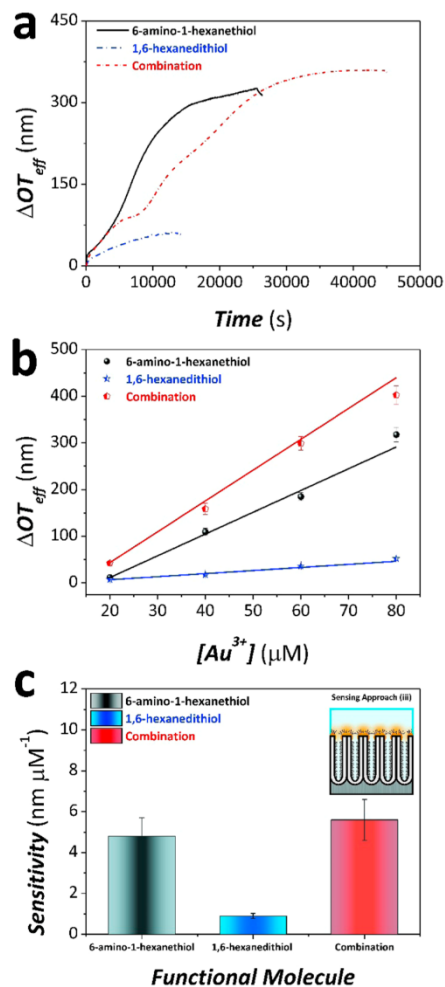 a
6-amino-1-hexanethiol
1,6-hexanedithiol
Combination
450
300
150
0
ΔOT_eff (nm)
0 10000 20000 30000 40000 50000
Time (s)
b
6-amino-1-hexanethiol
1,6-hexanedithiol
Combination
500
400
300
200
100
0
ΔOT_eff (nm)
20 30 40 50 60 70 80
[Au³⁺] (μM)
c
6-amino-1-hexanethiol
1,6-hexanedithiol
Combination
Sensing Approach (iii)
12
10
8
6
4
2
0
Sensitivity (nm μM⁻¹)
6-amino-1-hexanethiol 1,6-hexanedithiol Combination
Functional Molecule